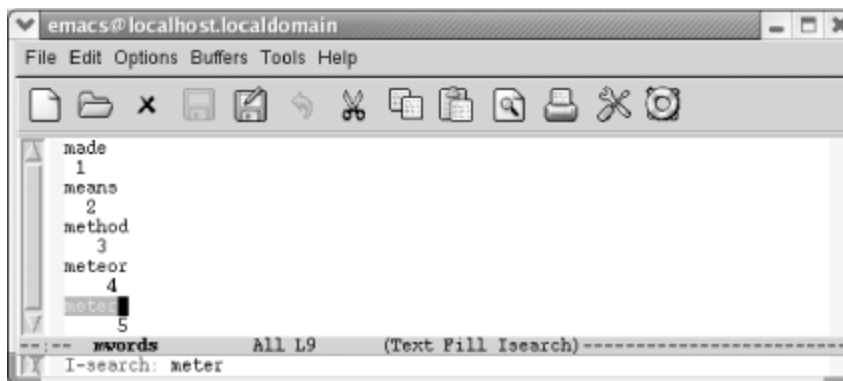 emacs@localhost.localdomain
File Edit Options Buffers Tools Help
made
1
means
2
method
3
meteor
4
meter
5
--:-- mwords All L9 (Text Fill Isearch)------------------------
I-search: meter